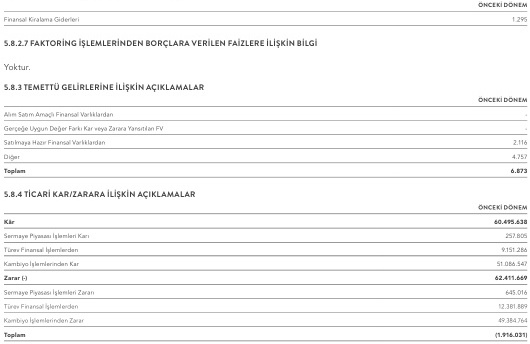 ÖNCEKİ DÖNEM
Finansal Kiralama Giderleri 1.295
5.8.2.7 FAKTORİNG İŞLEMLERİNDEN BORÇLARA VERİLEN FAİZLERE İLİŞKİN BİLGİ
Yoktur.
5.8.3 TEMETTÜ GELİRLERİNE İLİŞKİN AÇIKLAMALAR
ÖNCEKİ DÖNEM
Alım Satım Amaçlı Finansal Varlıklardan -
Gerçeğe Uygun Değer Farkı Kar veya Zarara Yansıtılan FV -
Satılmaya Hazır Finansal Varlıklardan 2.116
Diğer 4.757
Toplam 6.873
5.8.4 TİCARİ KAR/ZARARA İLİŞKİN AÇIKLAMALAR
ÖNCEKİ DÖNEM
Kâr 60.495.638
Sermaye Piyasası İşlemleri Karı 257.805
Türev Finansal İşlemlerden 9.151.286
Kambiyo İşlemlerinden Kar 51.086.547
Zarar (-) 62.411.669
Sermaye Piyasası İşlemleri Zararı 645.016
Türev Finansal İşlemlerden 12.381.889
Kambiyo İşlemlerinden Zarar 49.384.764
Toplam (1.916.031)